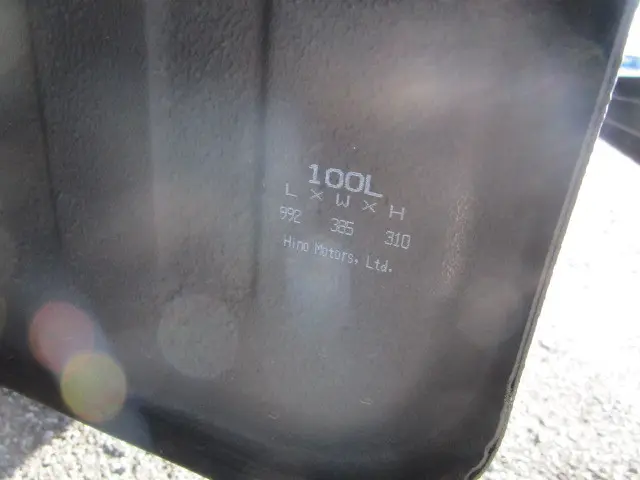 100L
L × W × H
992 385 310
Hino Motors, Ltd.